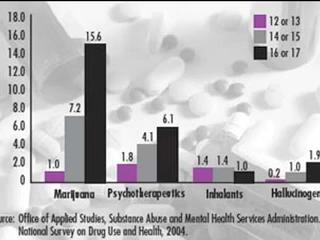 18.0
16.0
14.0
12.0
10.0
8.0
6.0
4.0
2.0
0
12 or 13
14 or 15
16 or 17
1.0 7.2 15.6
1.8 4.1 6.1
1.4 1.4 1.0
0.2 1.0 1.9
Marijuana Psychotherapeutics Inhalants Hallucinogen
urce: Office of Applied Studies, Substance Abuse and Mental Health Services Administration.
National Survey on Drug Use and Health, 2004.